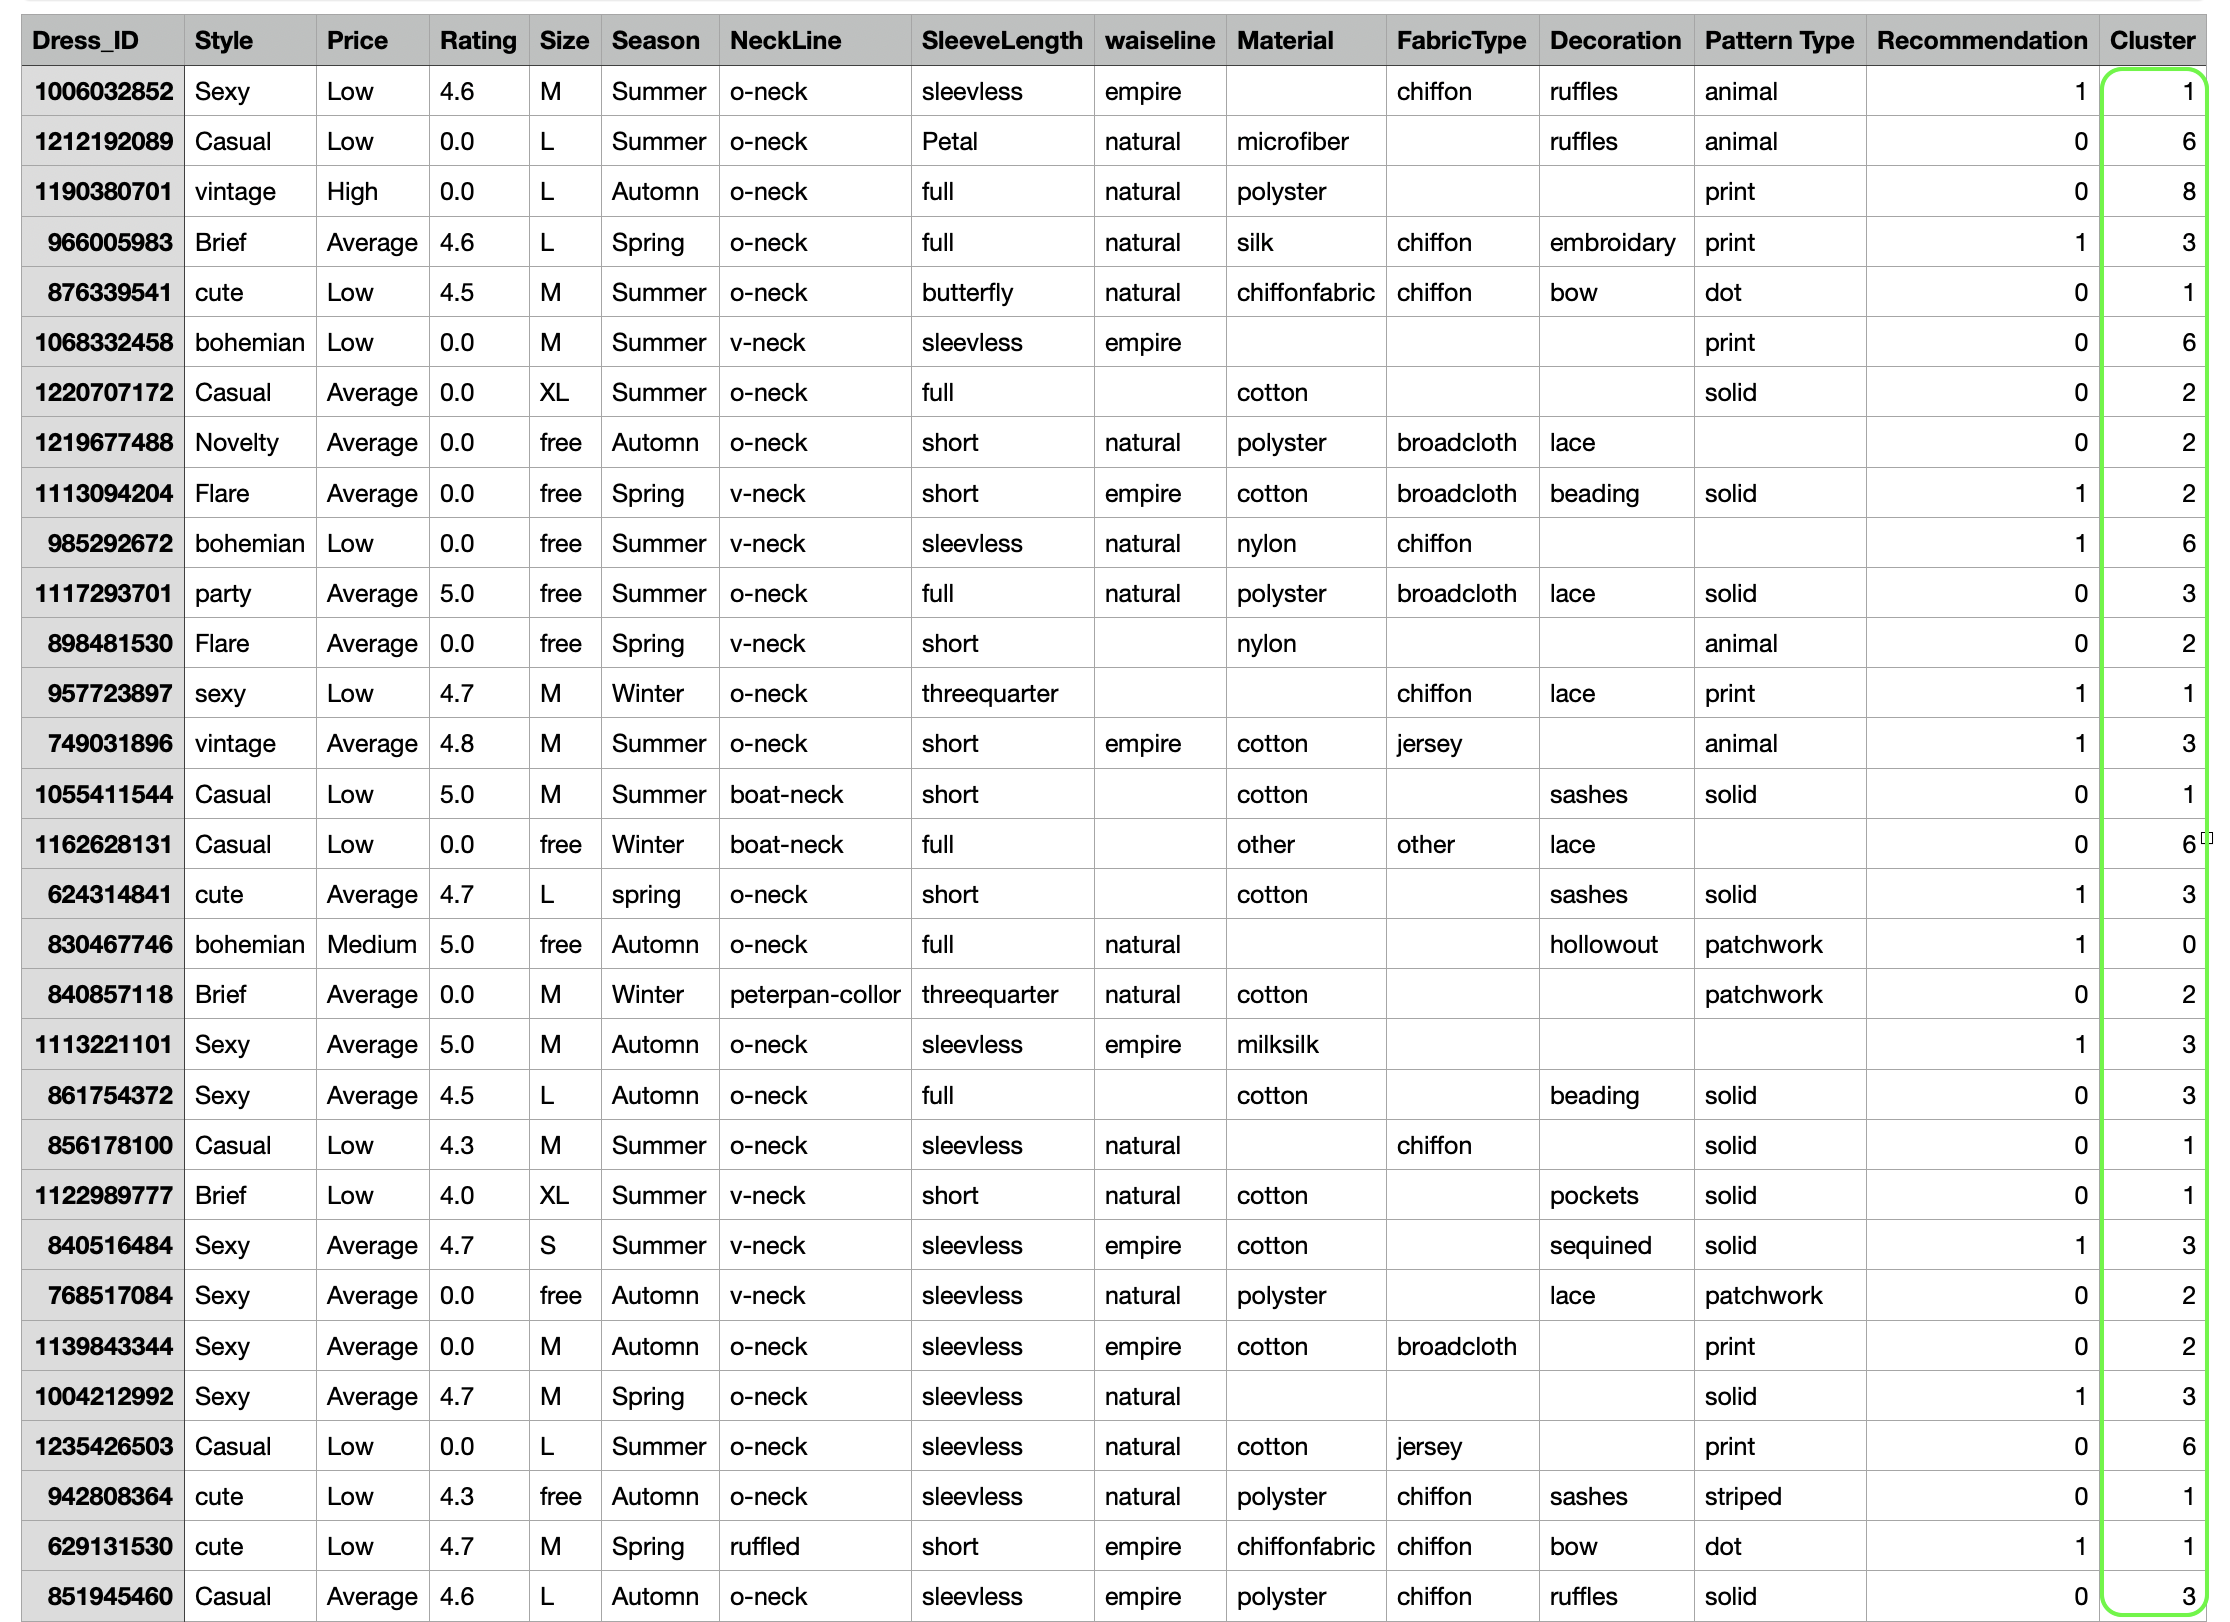 Dress_ID Style Price Rating Size Season NeckLine SleeveLength waiseline Material FabricType Decoration Pattern Type Recommendation Cluster
1006032852 Sexy Low 4.6 M Summer o-neck sleevless empire chiffon ruffles animal 1 1
1212192089 Casual Low 0.0 L Summer o-neck Petal natural microfiber ruffles animal 0 6
1190380701 vintage High 0.0 L Automn o-neck full natural polyster print 0 8
966005983 Brief Average 4.6 L Spring o-neck full natural silk chiffon embroidary print 1 3
876339541 cute Low 4.5 M Summer o-neck butterfly natural chiffonfabric chiffon bow dot 0 1
1068332458 bohemian Low 0.0 M Summer v-neck sleevless empire print 0 6
1220707172 Casual Average 0.0 XL Summer o-neck full cotton solid 0 2
1219677488 Novelty Average 0.0 free Automn o-neck short natural polyster broadcloth lace 0 2
1113094204 Flare Average 0.0 free Spring v-neck short empire cotton broadcloth beading solid 1 2
985292672 bohemian Low 0.0 free Summer v-neck sleevless natural nylon chiffon 1 6
1117293701 party Average 5.0 free Summer o-neck full natural polyster broadcloth lace solid 0 3
898481530 Flare Average 0.0 free Spring v-neck short nylon animal 0 2
957723897 sexy Low 4.7 M Winter o-neck threequarter chiffon lace print 1 1
749031896 vintage Average 4.8 M Summer o-neck short empire cotton jersey animal 1 3
1055411544 Casual Low 5.0 M Summer boat-neck short cotton sashes solid 0 1
1162628131 Casual Low 0.0 free Winter boat-neck full other other lace 0 6
624314841 cute Average 4.7 L spring o-neck short cotton sashes solid 1 3
830467746 bohemian Medium 5.0 free Automn o-neck full natural hollowout patchwork 1 0
840857118 Brief Average 0.0 M Winter peterpan-collor threequarter natural cotton patchwork 0 2
1113221101 Sexy Average 5.0 M Automn o-neck sleevless empire milksilk 1 3
861754372 Sexy Average 4.5 L Automn o-neck full cotton beading solid 0 3
856178100 Casual Low 4.3 M Summer o-neck sleevless natural chiffon solid 0 1
1122989777 Brief Low 4.0 XL Summer v-neck short natural cotton pockets solid 0 1
840516484 Sexy Average 4.7 S Summer v-neck sleevless empire cotton sequined solid 1 3
768517084 Sexy Average 0.0 free Automn v-neck sleevless natural polyster lace patchwork 0 2
1139843344 Sexy Average 0.0 M Automn o-neck sleevless empire cotton broadcloth print 0 2
1004212992 Sexy Average 4.7 M Spring o-neck sleevless natural solid 1 3
1235426503 Casual Low 0.0 L Summer o-neck sleevless natural cotton jersey print 0 6
942808364 cute Low 4.3 free Automn o-neck sleevless natural polyster chiffon sashes striped 0 1
629131530 cute Low 4.7 M Spring ruffled short empire chiffonfabric chiffon bow dot 1 1
851945460 Casual Average 4.6 L Automn o-neck sleevless empire polyster chiffon ruffles solid 0 3